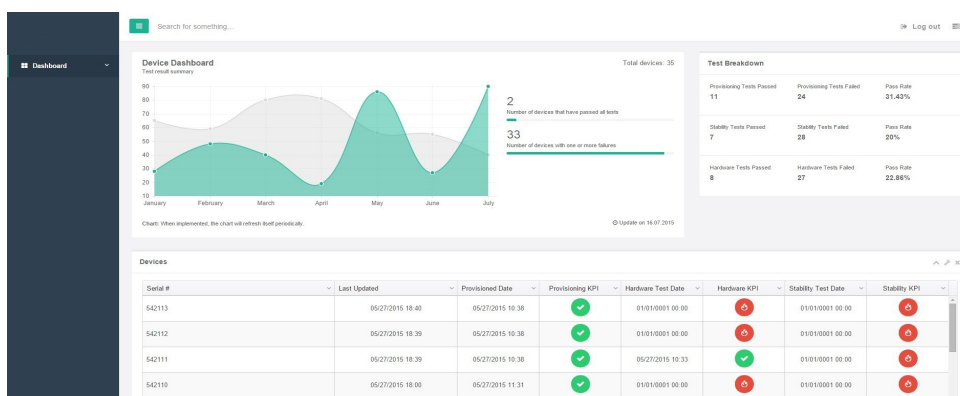 Search for something...
Log out
Dashboard
Device Dashboard
Total devices: 35
Test result summary
90
80
70
60
50
40
30
20
10
January February March April May June July
2
Number of devices that have passed all tests
33
Number of devices with one or more failures
Chart: When implemented, the chart will refresh itself periodically.
Update on 16.07.2015
Test Breakdown
Provisioning Tests Passed Provisioning Tests Failed Pass Rate
11 24 31.43%
Stability Tests Passed Stability Tests Failed Pass Rate
7 28 20%
Hardware Tests Passed Hardware Tests Failed Pass Rate
8 27 22.86%
Devices
Serial # Last Updated Provisioned Date Provisioning KPI Hardware Test Date Hardware KPI Stability Test Date Stability KPI
542113 05/27/2015 18:40 05/27/2015 10:38 01/01/0001 00:00 01/01/0001 00:00
542112 05/27/2015 18:39 05/27/2015 10:38 01/01/0001 00:00 01/01/0001 00:00
542111 05/27/2015 18:39 05/27/2015 10:38 05/27/2015 10:33 01/01/0001 00:00
542110 05/27/2015 18:00 05/27/2015 11:31 01/01/0001 00:00 01/01/0001 00:00